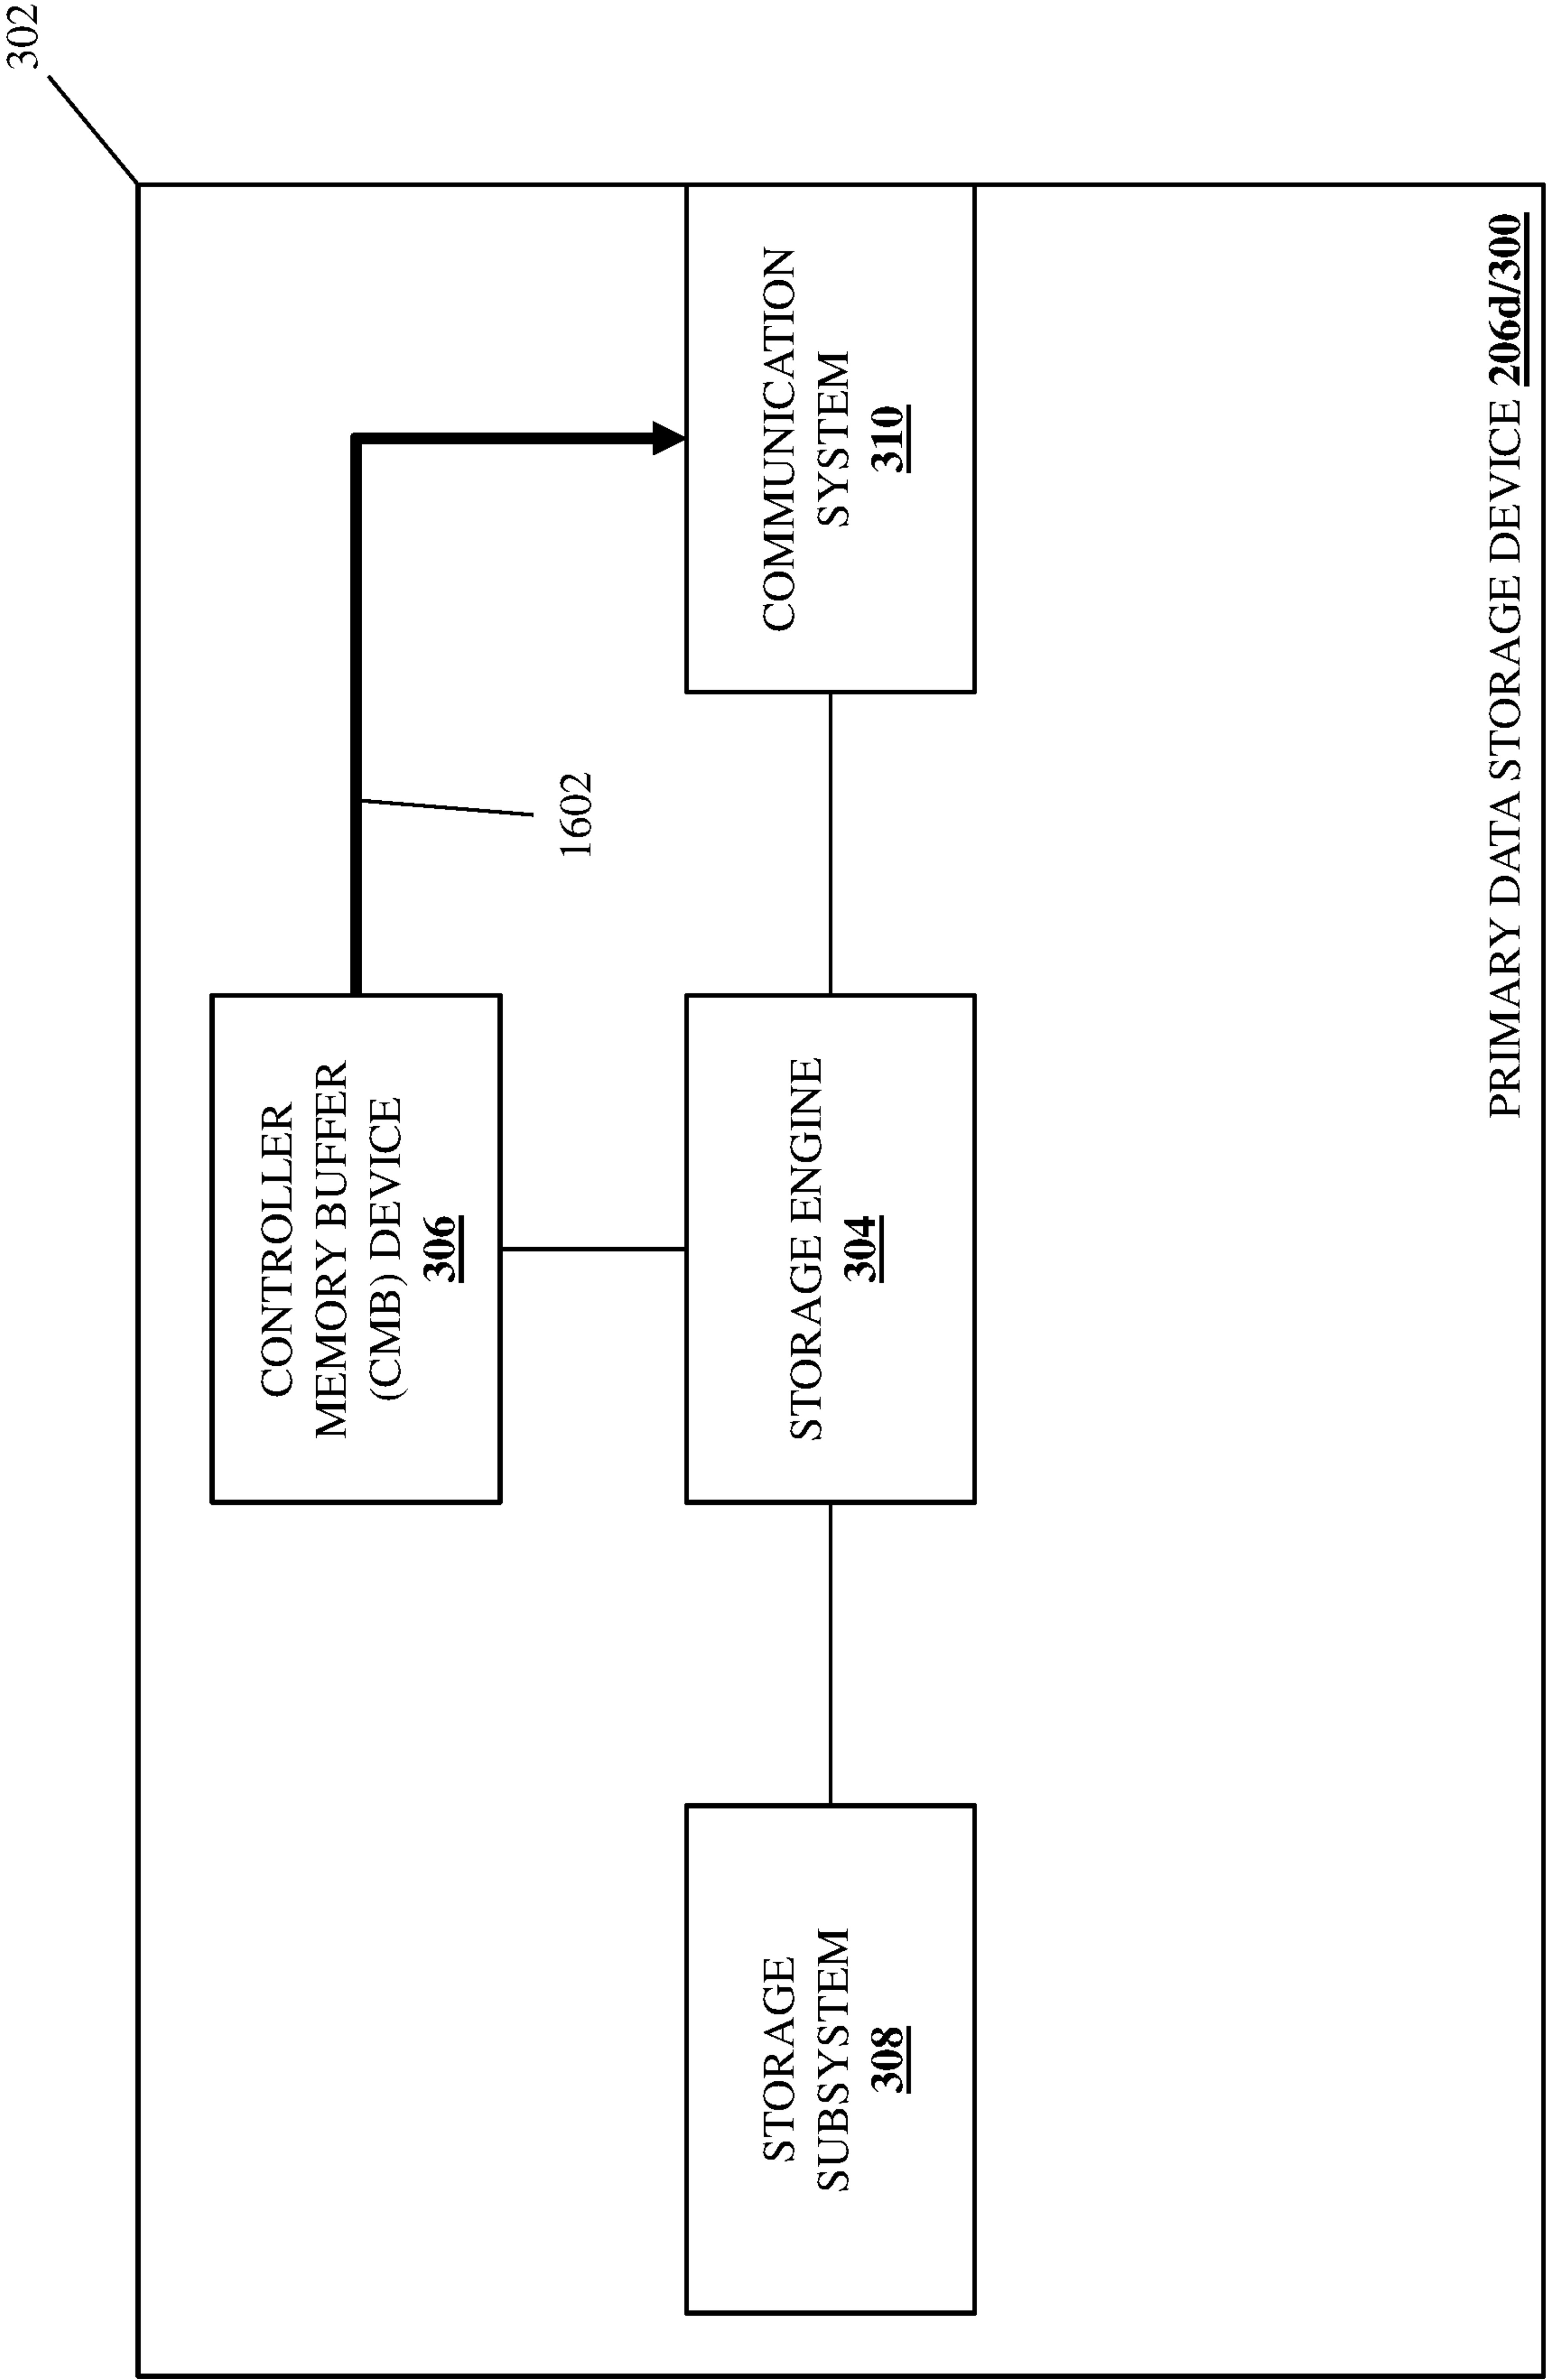 302
CONTROLLER
MEMORY BUFFER
(CMB) DEVICE
306
1602
STORAGE
SUBSYSTEM
308
STORAGE ENGINE
304
COMMUNICATION
SYSTEM
310
PRIMARY DATA STORAGE DEVICE 206d/300